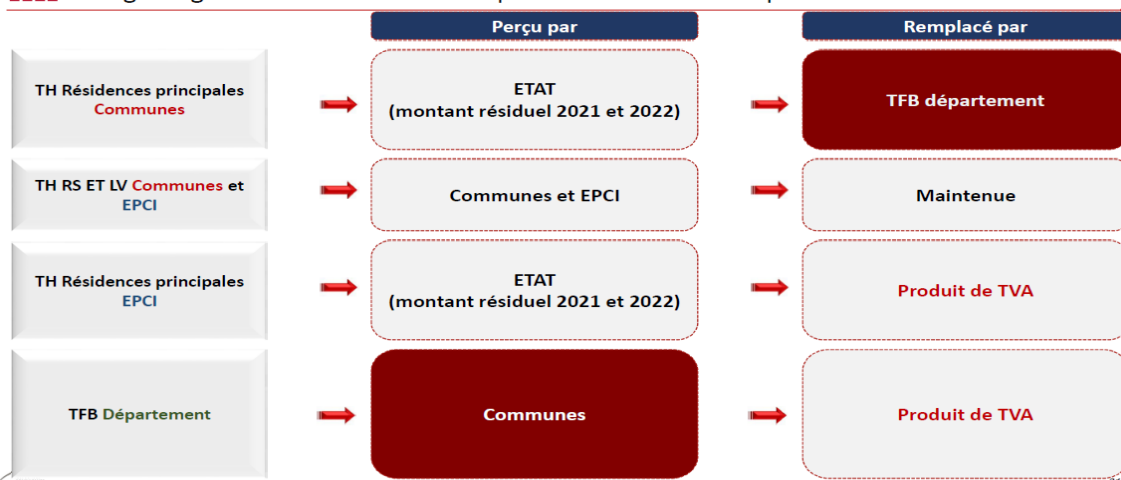 Perçu par
Remplacé par
TH Résidences principales
Communes
ETAT
(montant résiduel 2021 et 2022)
TFB département
TH RS ET LV Communes et
EPCI
Communes et EPCI
Maintenue
TH Résidences principales
EPCI
ETAT
(montant résiduel 2021 et 2022)
Produit de TVA
TFB Département
Communes
Produit de TVA